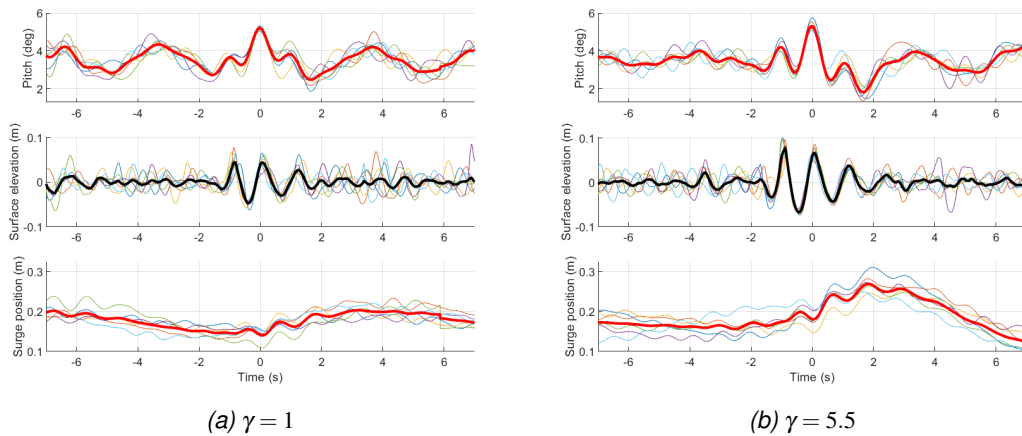 Pitch (deg)
6
4
2
-6 -4 -2 0 2 4 6
Surface elevation (m)
0.1
0
-0.1
-6 -4 -2 0 2 4 6
Surge position (m)
0.3
0.2
0.1
-6 -4 -2 0 2 4 6
Time (s)
(a) γ = 1
Pitch (deg)
6
4
2
-6 -4 -2 0 2 4 6
Surface elevation (m)
0.1
0
-0.1
-6 -4 -2 0 2 4 6
Surge position (m)
0.3
0.2
0.1
-6 -4 -2 0 2 4 6
Time (s)
(b) γ = 5.5